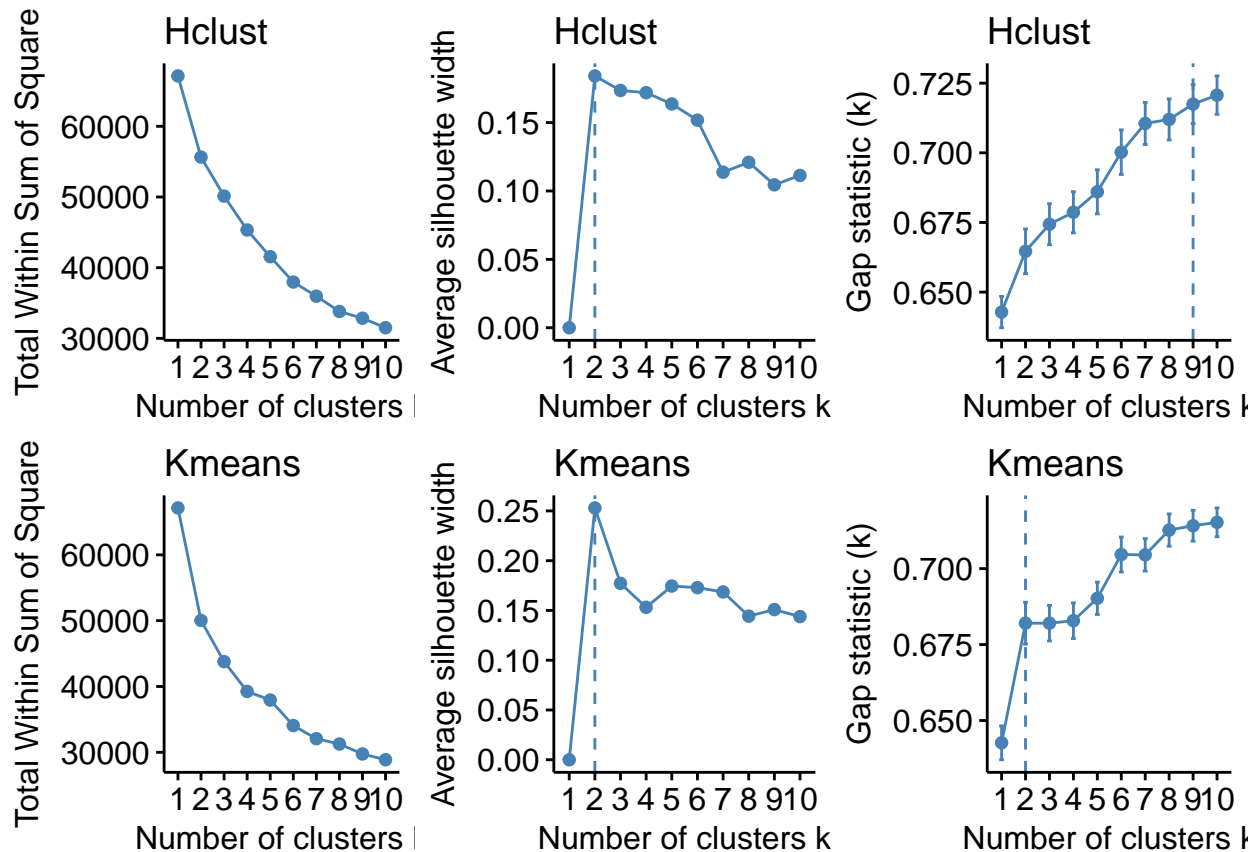 Hclust
Total Within Sum of Square
60000
50000
40000
30000
1 2 3 4 5 6 7 8 9 10
Number of clusters
Hclust
Average silhouette width
0.15
0.10
0.05
0.00
1 2 3 4 5 6 7 8 9 10
Number of clusters k
Hclust
Gap statistic (k)
0.725
0.700
0.675
0.650
1 2 3 4 5 6 7 8 9 10
Number of clusters k
Kmeans
Total Within Sum of Square
60000
50000
40000
30000
1 2 3 4 5 6 7 8 9 10
Number of clusters
Kmeans
Average silhouette width
0.25
0.20
0.15
0.10
0.05
0.00
1 2 3 4 5 6 7 8 9 10
Number of clusters k
Kmeans
Gap statistic (k)
0.700
0.675
0.650
1 2 3 4 5 6 7 8 9 10
Number of clusters k